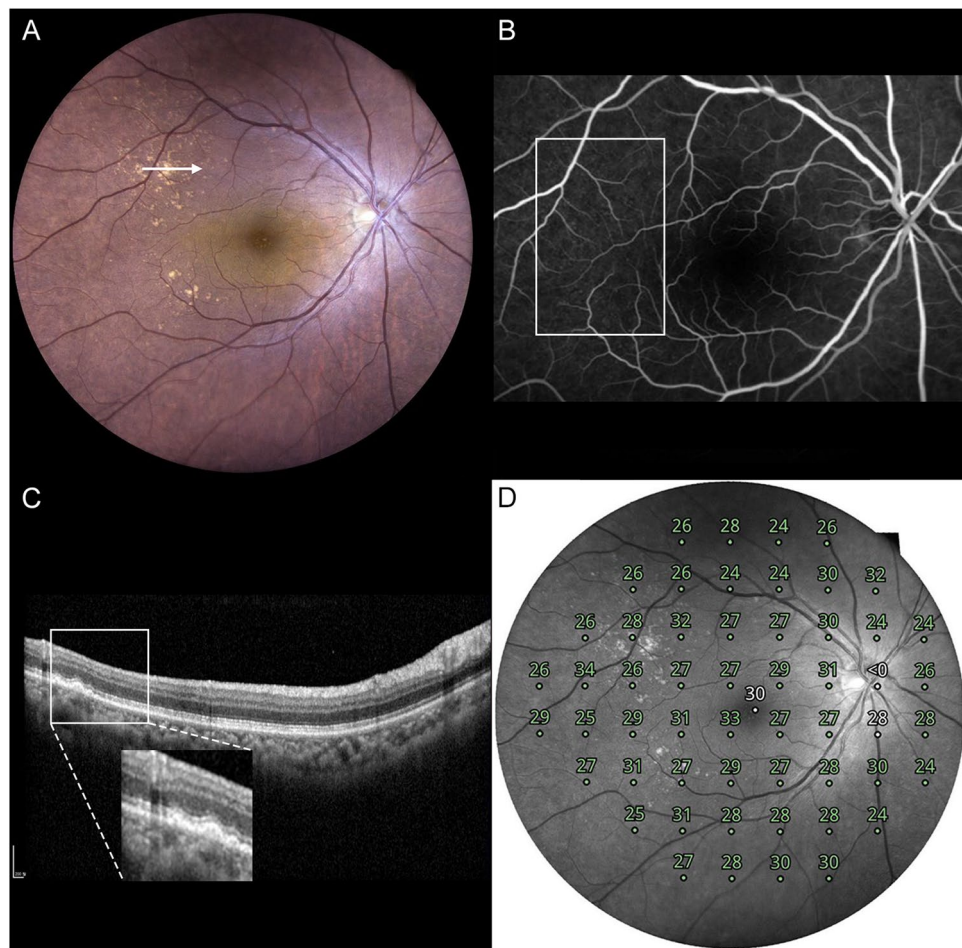 A
B
C
D
26 28 24 26
26 26 24 24 30 32
26 28 32 27 27 30 24 24
26 34 26 27 27 29 31 <0 26
30
29 25 29 31 33 27 27 28 28
27 31 27 29 27 28 30 24
25 31 28 28 28 24
27 28 30 30